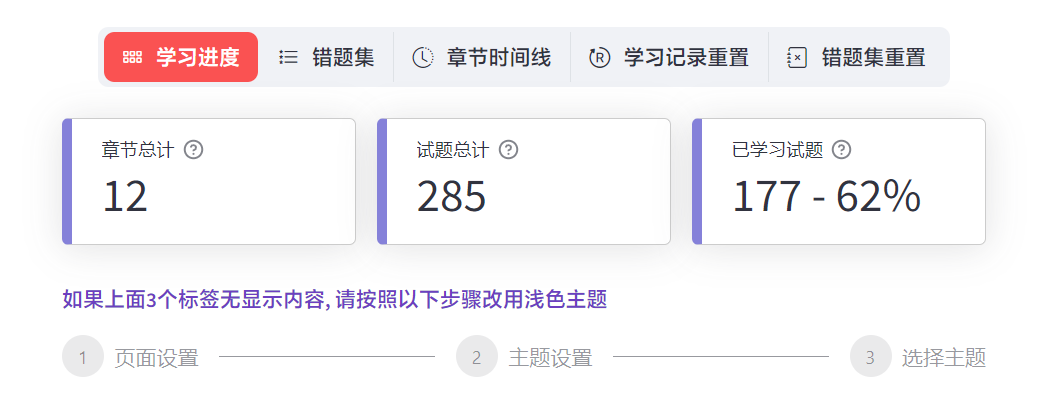 学习进度 错题集 章节时间线 学习记录重置 错题集重置
章节总计 试题总计 已学习试题
12 285 177 - 62%
如果上面3个标签无显示内容, 请按照以下步骤改用浅色主题
1 页面设置 2 主题设置 3 选择主题